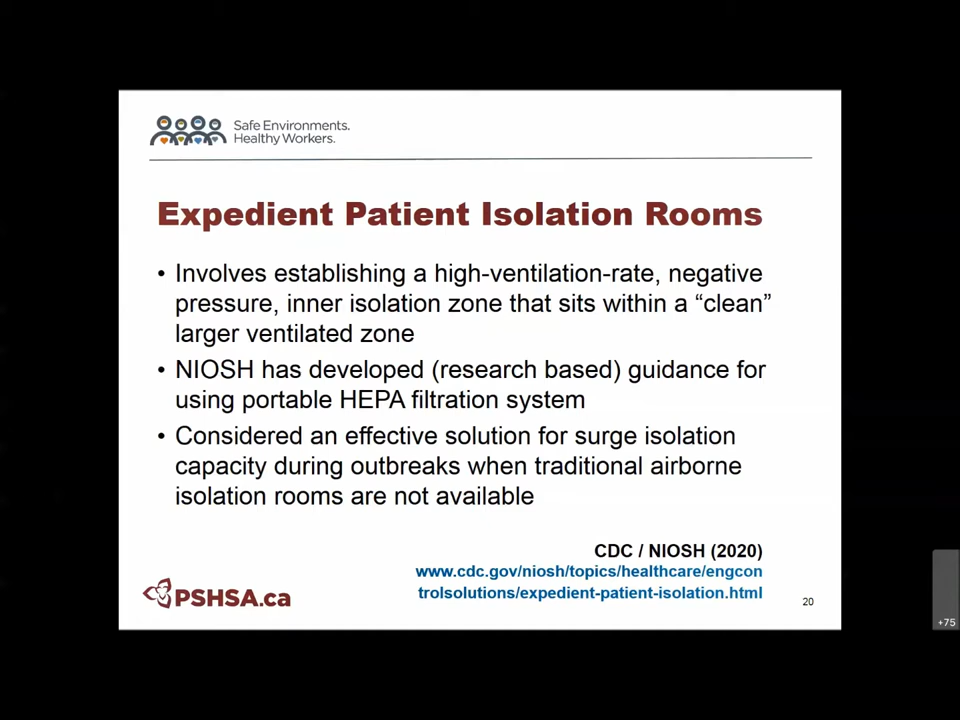 Safe Environments.
Healthy Workers.
Expedient Patient Isolation Rooms
• Involves establishing a high-ventilation-rate, negative
pressure, inner isolation zone that sits within a “clean”
larger ventilated zone
• NIOSH has developed (research based) guidance for
using portable HEPA filtration system
• Considered an effective solution for surge isolation
capacity during outbreaks when traditional airborne
isolation rooms are not available
CDC / NIOSH (2020)
www.cdc.gov/niosh/topics/healthcare/engcon
trolsolutions/expedient-patient-isolation.html
PSHSA.ca
20
+75